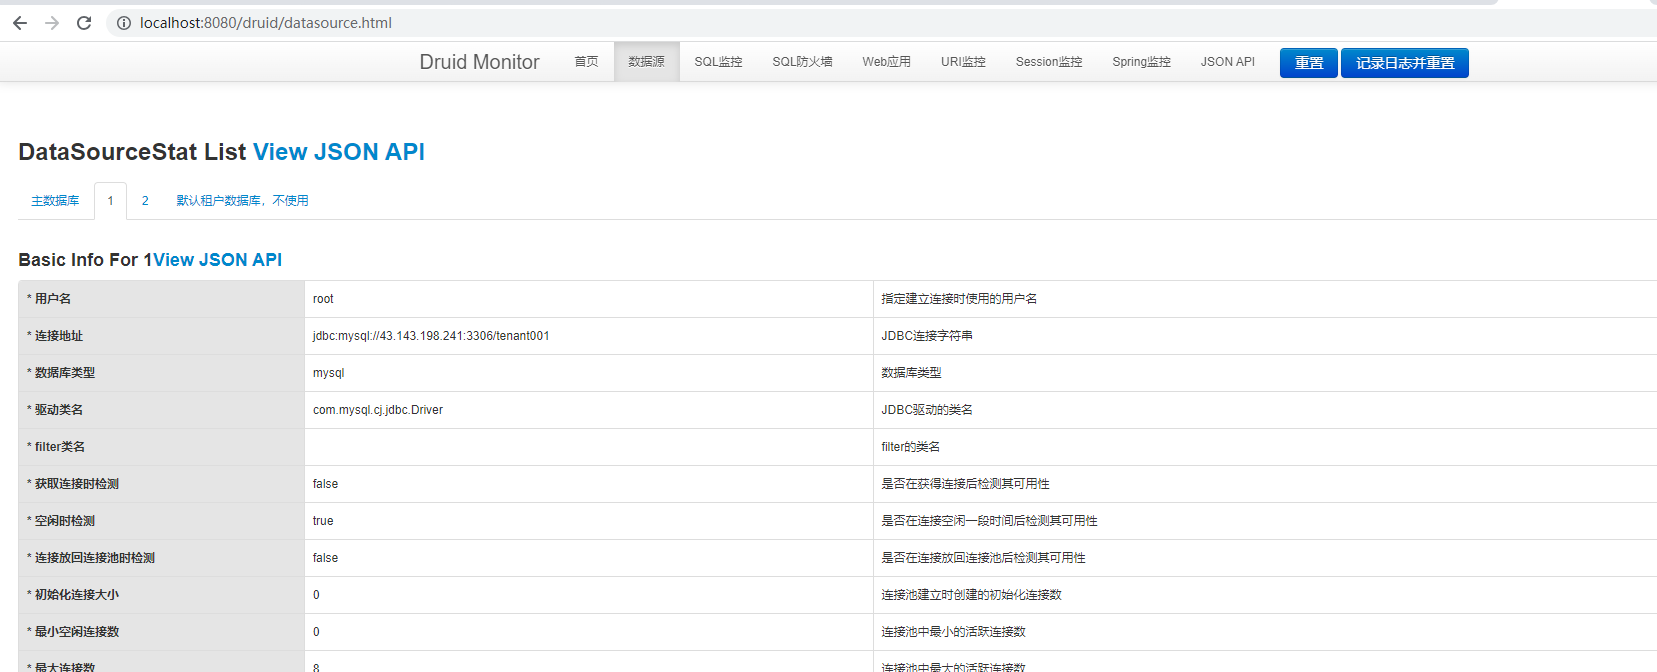 localhost:8080/druid/datasource.html
Druid Monitor 首页 数据源 SQL监控 SQL防火墙 Web应用 URI监控 Session监控 Spring监控 JSON API 重置 记录日志并重置
DataSourceStat List View JSON API
主数据库 1 2 默认租户数据库，不使用
Basic Info For 1View JSON API
* 用户名 root 指定建立连接时使用的用户名
* 连接地址 jdbc:mysql://43.143.198.241:3306/tenant001 JDBC连接字符串
* 数据库类型 mysql 数据库类型
* 驱动类名 com.mysql.cj.jdbc.Driver JDBC驱动的类名
* filter类名 filter的类名
* 获取连接时检测 false 是否在获得连接后检测其可用性
* 空闲时检测 true 是否在连接空闲一段时间后检测其可用性
* 连接放回连接池时检测 false 是否在连接放回连接池后检测其可用性
* 初始化连接大小 0 连接池建立时创建的初始化连接数
* 最小空闲连接数 0 连接池中最小的活跃连接数
* 最大连接数 8 连接池中最大的活跃连接数